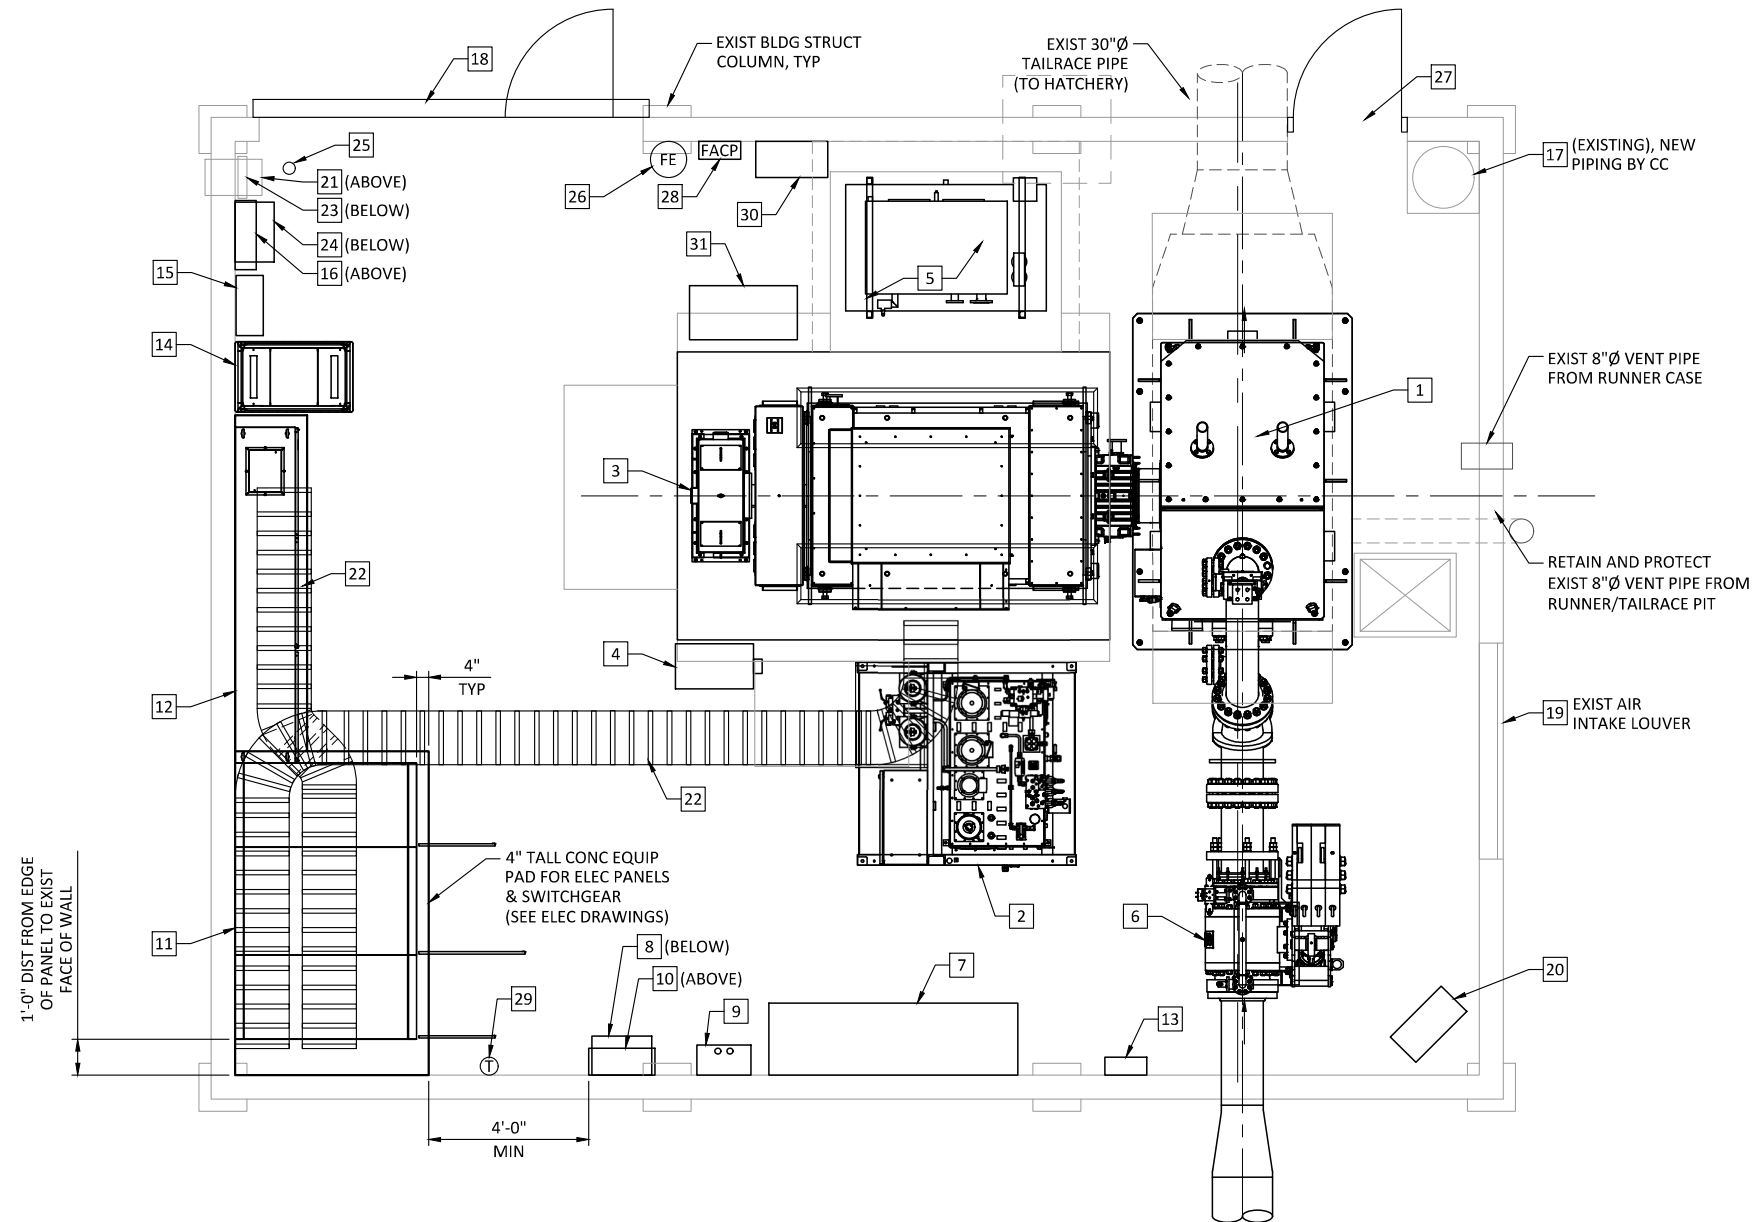 18
EXIST BLDG STRUCT
COLUMN, TYP
EXIST 30"Ø
TAILRACE PIPE
(TO HATCHERY)
27
25
21 (ABOVE)
23 (BELOW)
24 (BELOW)
16 (ABOVE)
FE
FACP
26
28
30
17 (EXISTING), NEW
PIPING BY CC
15
31
5
14
1
EXIST 8"Ø VENT PIPE
FROM RUNNER CASE
3
22
RETAIN AND PROTECT
EXIST 8"Ø VENT PIPE FROM
RUNNER/TAILRACE PIT
4
4"
TYP
12
19 EXIST AIR
INTAKE LOUVER
22
4" TALL CONC EQUIP
PAD FOR ELEC PANELS
& SWITCHGEAR
(SEE ELEC DRAWINGS)
2
6
11
1'-0" DIST FROM EDGE
OF PANEL TO EXIST
FACE OF WALL
8 (BELOW)
10 (ABOVE)
7
20
29
9
13
T
4'-0"
MIN